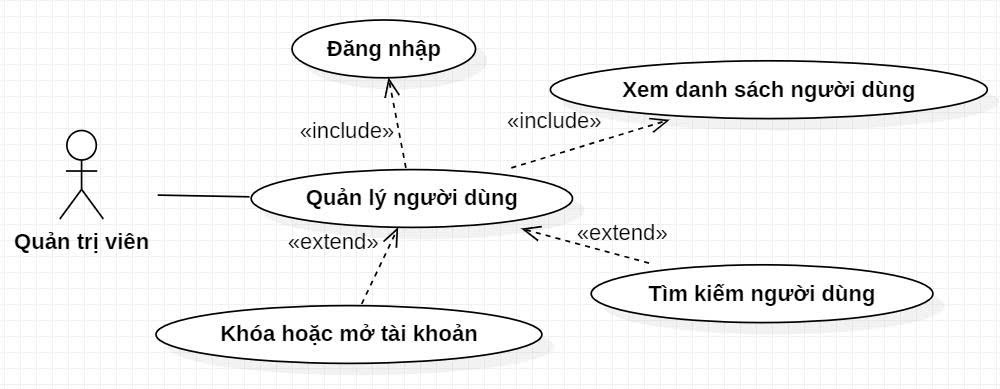 Đăng nhập
Xem danh sách người dùng
«include»
«include»
Quản lý người dùng
Quản trị viên
«extend»
«extend»
Tìm kiếm người dùng
Khóa hoặc mở tài khoản